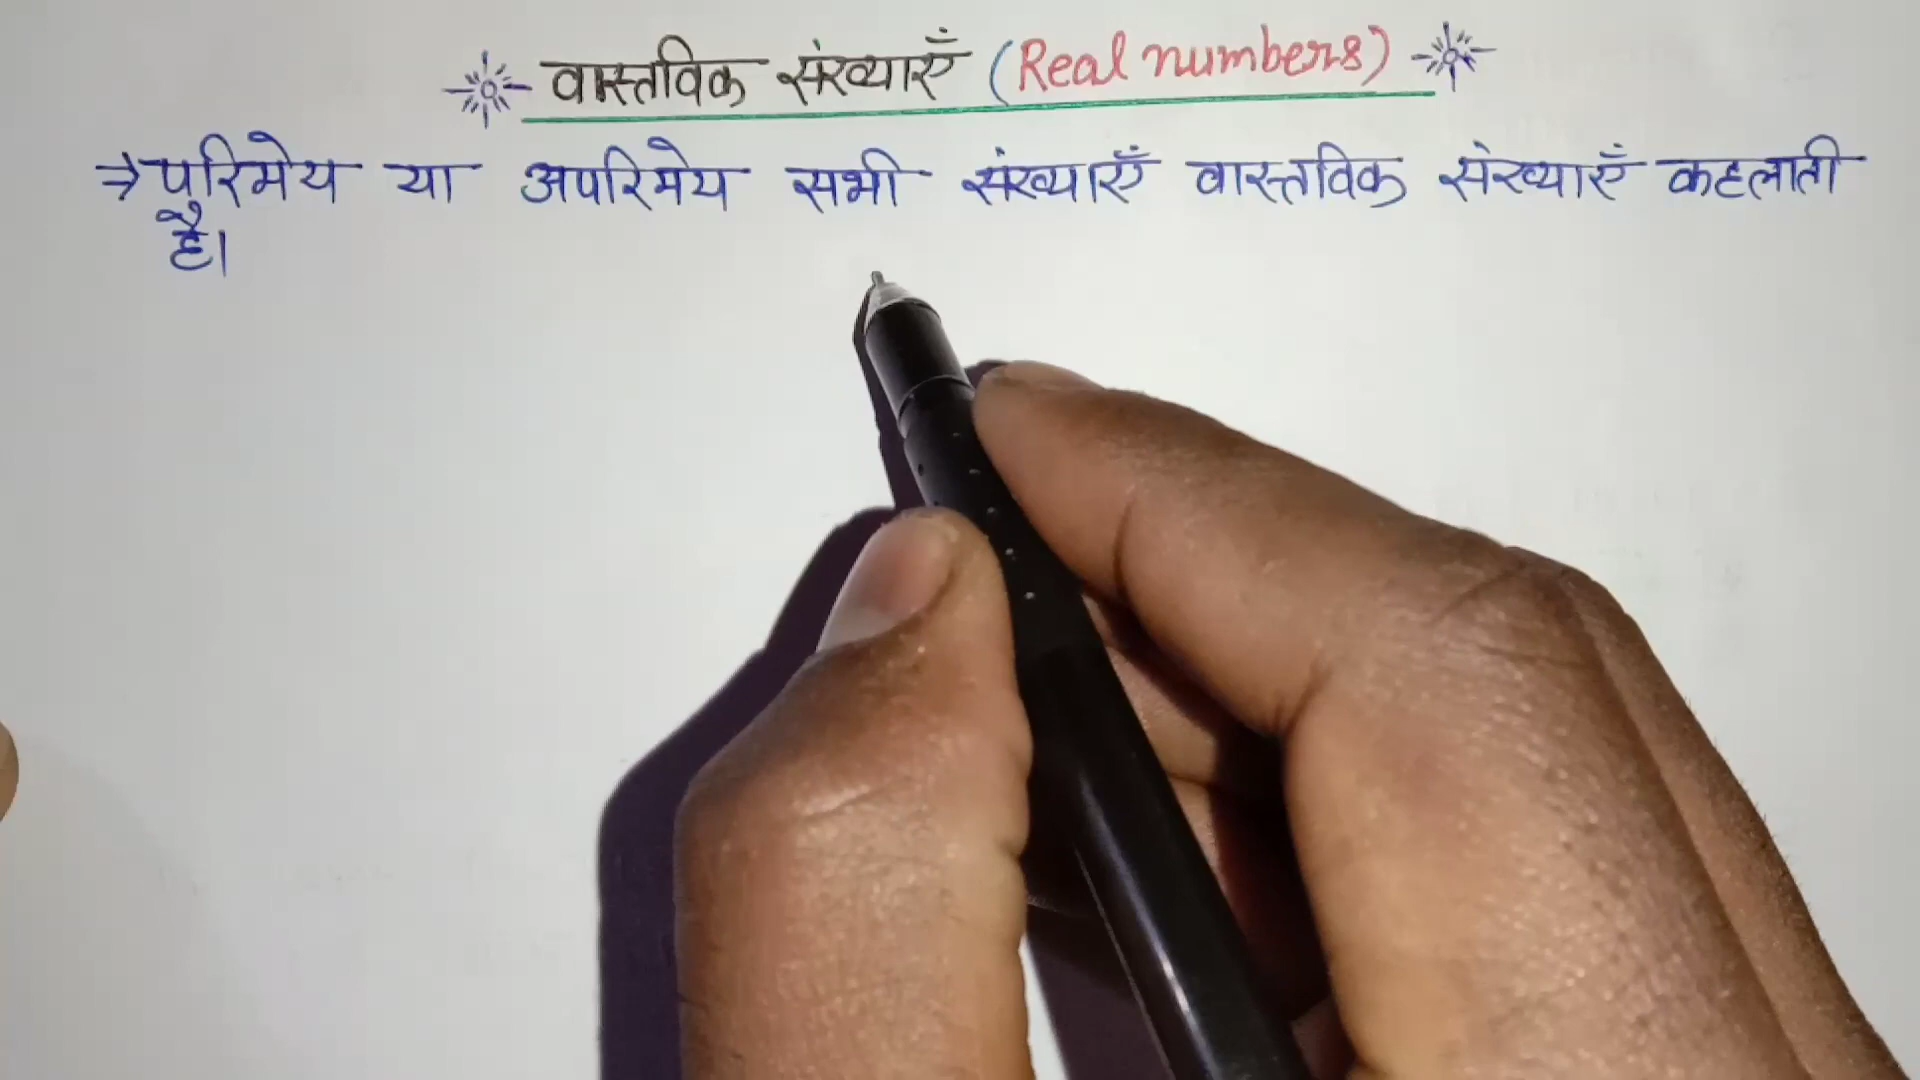 वास्तविक संख्याएँ (Real numbers)
→ परिमेय या अपरिमेय सभी संख्याएँ वास्तविक संख्याएँ कहलाती
है।